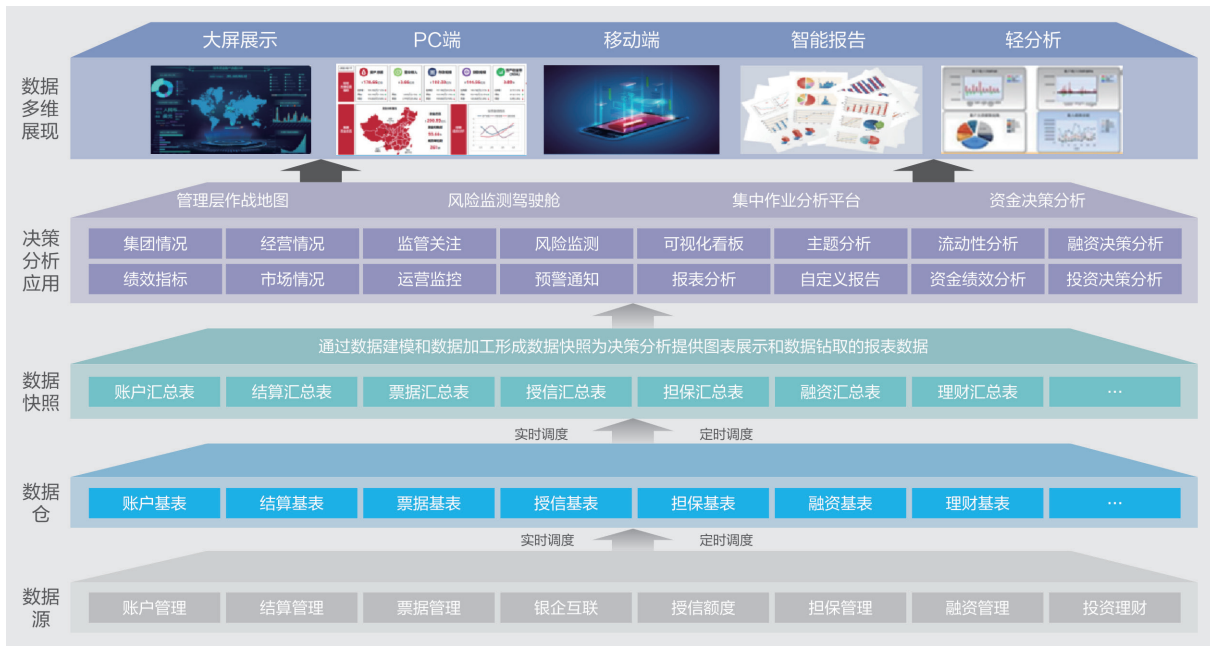 大屏展示
PC端
移动端
智能报告
轻分析
数据
多维
展现
管理层作战地图
风险监测驾驶舱
集中作业分析平台
资金决策分析
决策
分析
应用
集团情况
经营情况
监管关注
风险监测
可视化看板
主题分析
流动性分析
融资决策分析
绩效指标
市场情况
运营监控
预警通知
报表分析
自定义报告
资金绩效分析
投资决策分析
通过数据建模和数据加工形成数据快照为决策分析提供图表展示和数据钻取的报表数据
数据
快照
账户汇总表
结算汇总表
票据汇总表
授信汇总表
担保汇总表
融资汇总表
理财汇总表
…
实时调度
定时调度
数据
仓
账户基表
结算基表
票据基表
授信基表
担保基表
融资基表
理财基表
…
实时调度
定时调度
数据
源
账户管理
结算管理
票据管理
银企互联
授信额度
担保管理
融资管理
投资理财